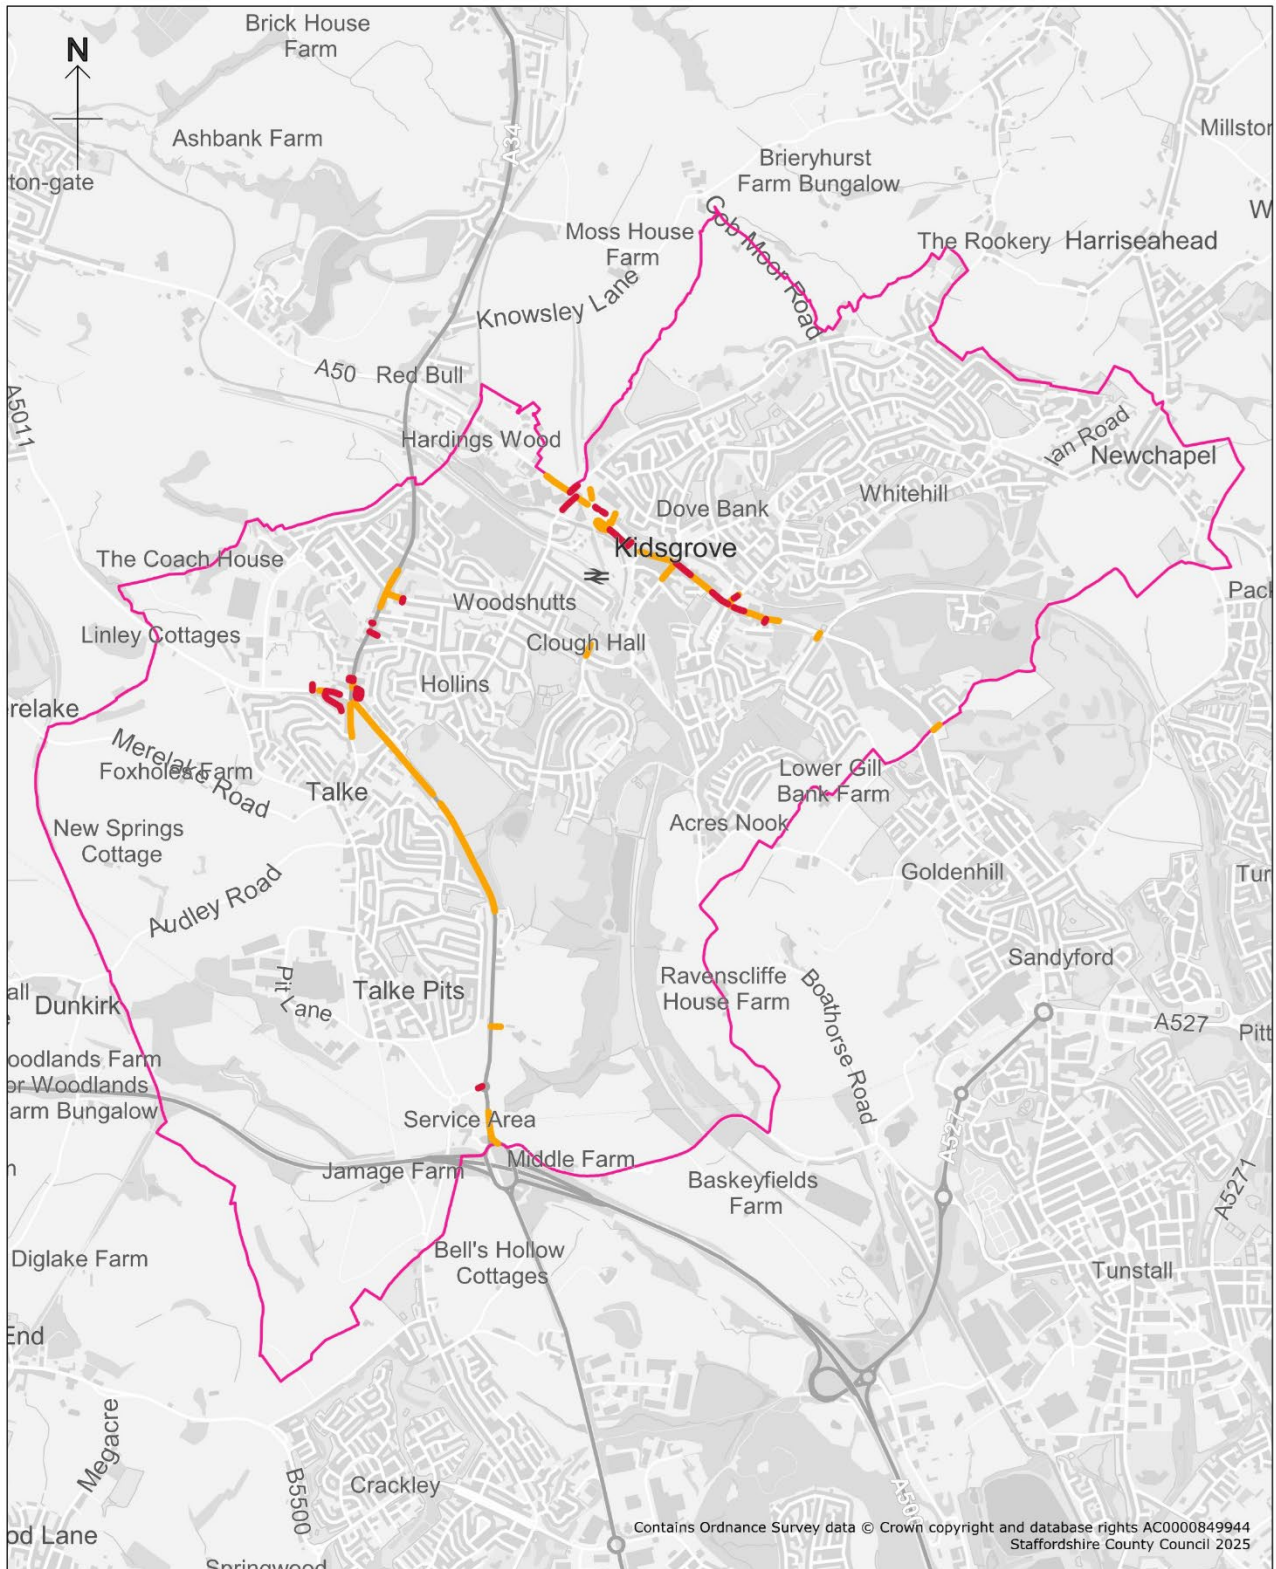 Brick House
Farm
N
A34
Ashbank Farm
Millstor
Brieryhurst
Farm Bungalow
ton-gate
W
Cob Moor Road
Moss House
Farm
The Rookery
Harriseahead
Knowsley Lane
A50
Red Bull
A5011
Hardings Wood
Ian Road
Newchapel
Whitehill
Dove Bank
Kidsgrove
The Coach House
Pack
Woodshutts
Linley Cottages
Clough Hall
Hollins
erelake
Merelake Road
Foxholes Farm
Lower Gill
Bank Farm
Talke
Acres Nook
New Springs
Cottage
Goldenhill
Tur
Audley Road
Sandyford
Ravenscliffe
House Farm
Boathorse Road
Pit Lane
Talke Pits
all
Dunkirk
A527
Pitt
e
oodlands Farm
or Woodlands
arm Bungalow
Service Area
A527
Middle Farm
Jamage Farm
Baskeyfields
Farm
A5271
Bell's Hollow
Cottages
Diglake Farm
Tunstall
End
Megacre
Crackley
B5500
A500
od Lane
Contains Ordnance Survey data © Crown copyright and database rights AC0000849944
Staffordshire County Council 2025
Springwood